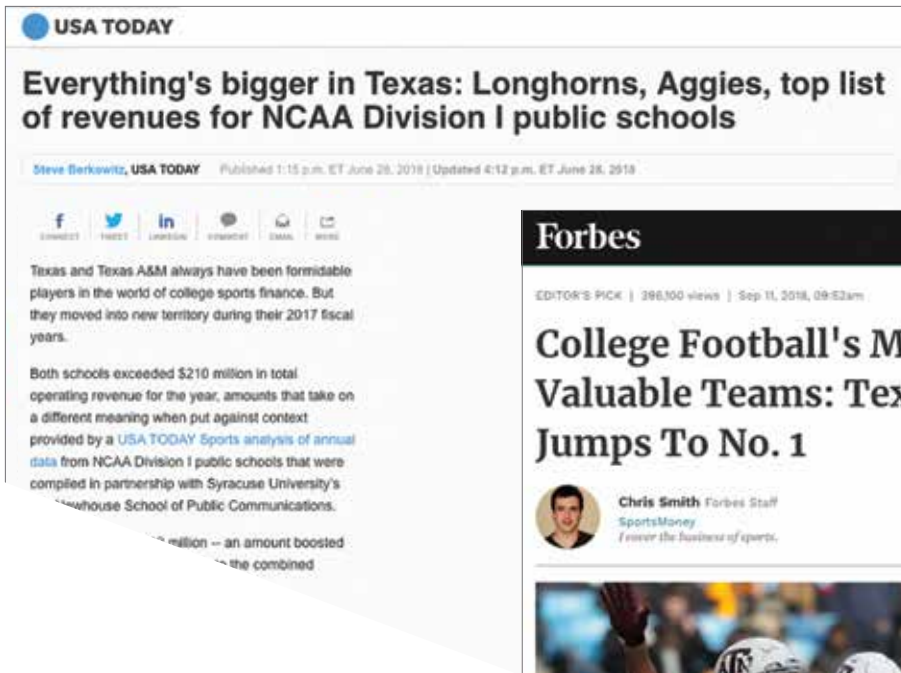 USA TODAY
Everything's bigger in Texas: Longhorns, Aggies, top list
of revenues for NCAA Division I public schools
Steve Berkowitz, USA TODAY Published 1:15 p.m. ET June 28, 2018 | Updated 4:12 p.m. ET June 28, 2018
CONNECT TWEET LINKEDIN COMMENT EMAIL MORE
Texas and Texas A&M always have been formidable
players in the world of college sports finance. But
they moved into new territory during their 2017 fiscal
years.
Both schools exceeded $210 million in total
operating revenue for the year, amounts that take on
a different meaning when put against context
provided by a USA TODAY Sports analysis of annual
data from NCAA Division I public schools that were
compiled in partnership with Syracuse University's
whouse School of Public Communications.
million -- an amount boosted
the combined
Forbes
EDITOR'S PICK | 396,100 views | Sep 11, 2018, 09:52am
College Football's M
Valuable Teams: Tex
Jumps To No. 1
Chris Smith Forbes Staff
SportsMoney
I cover the business of sports.